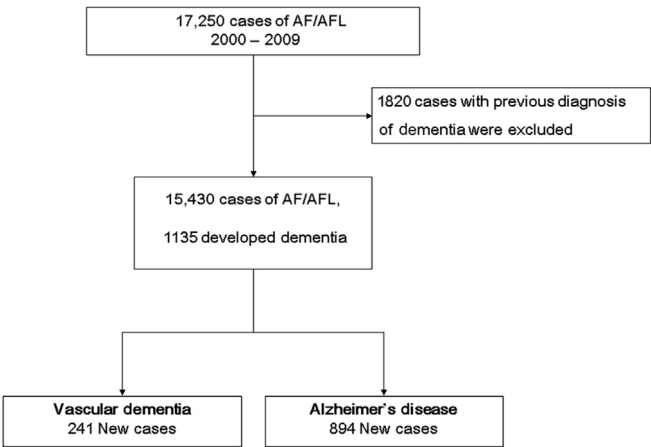 17,250 cases of AF/AFL
2000 – 2009
1820 cases with previous diagnosis
of dementia were excluded
15,430 cases of AF/AFL,
1135 developed dementia
Vascular dementia
241 New cases
Alzheimer's disease
894 New cases